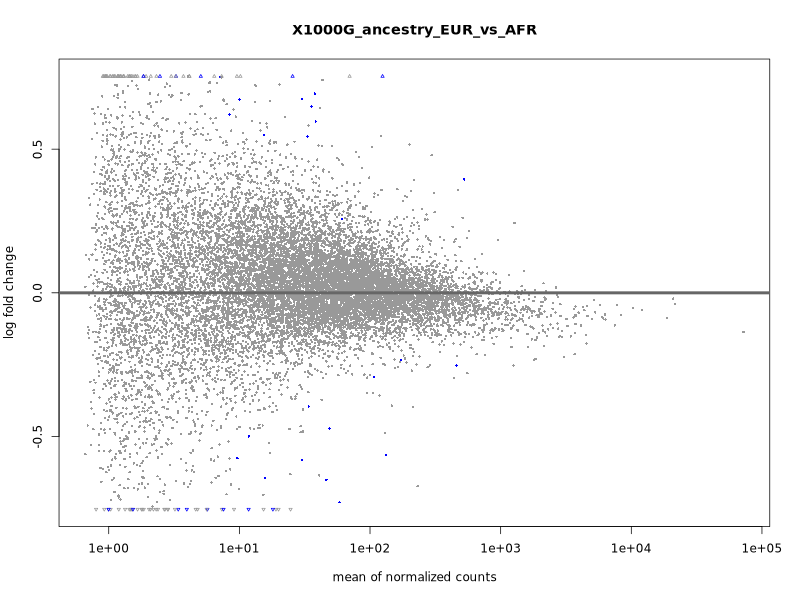 X1000G_ancestry_EUR_vs_AFR
log fold change
0.5
0.0
-0.5
1e+00 1e+01 1e+02 1e+03 1e+04 1e+05
mean of normalized counts